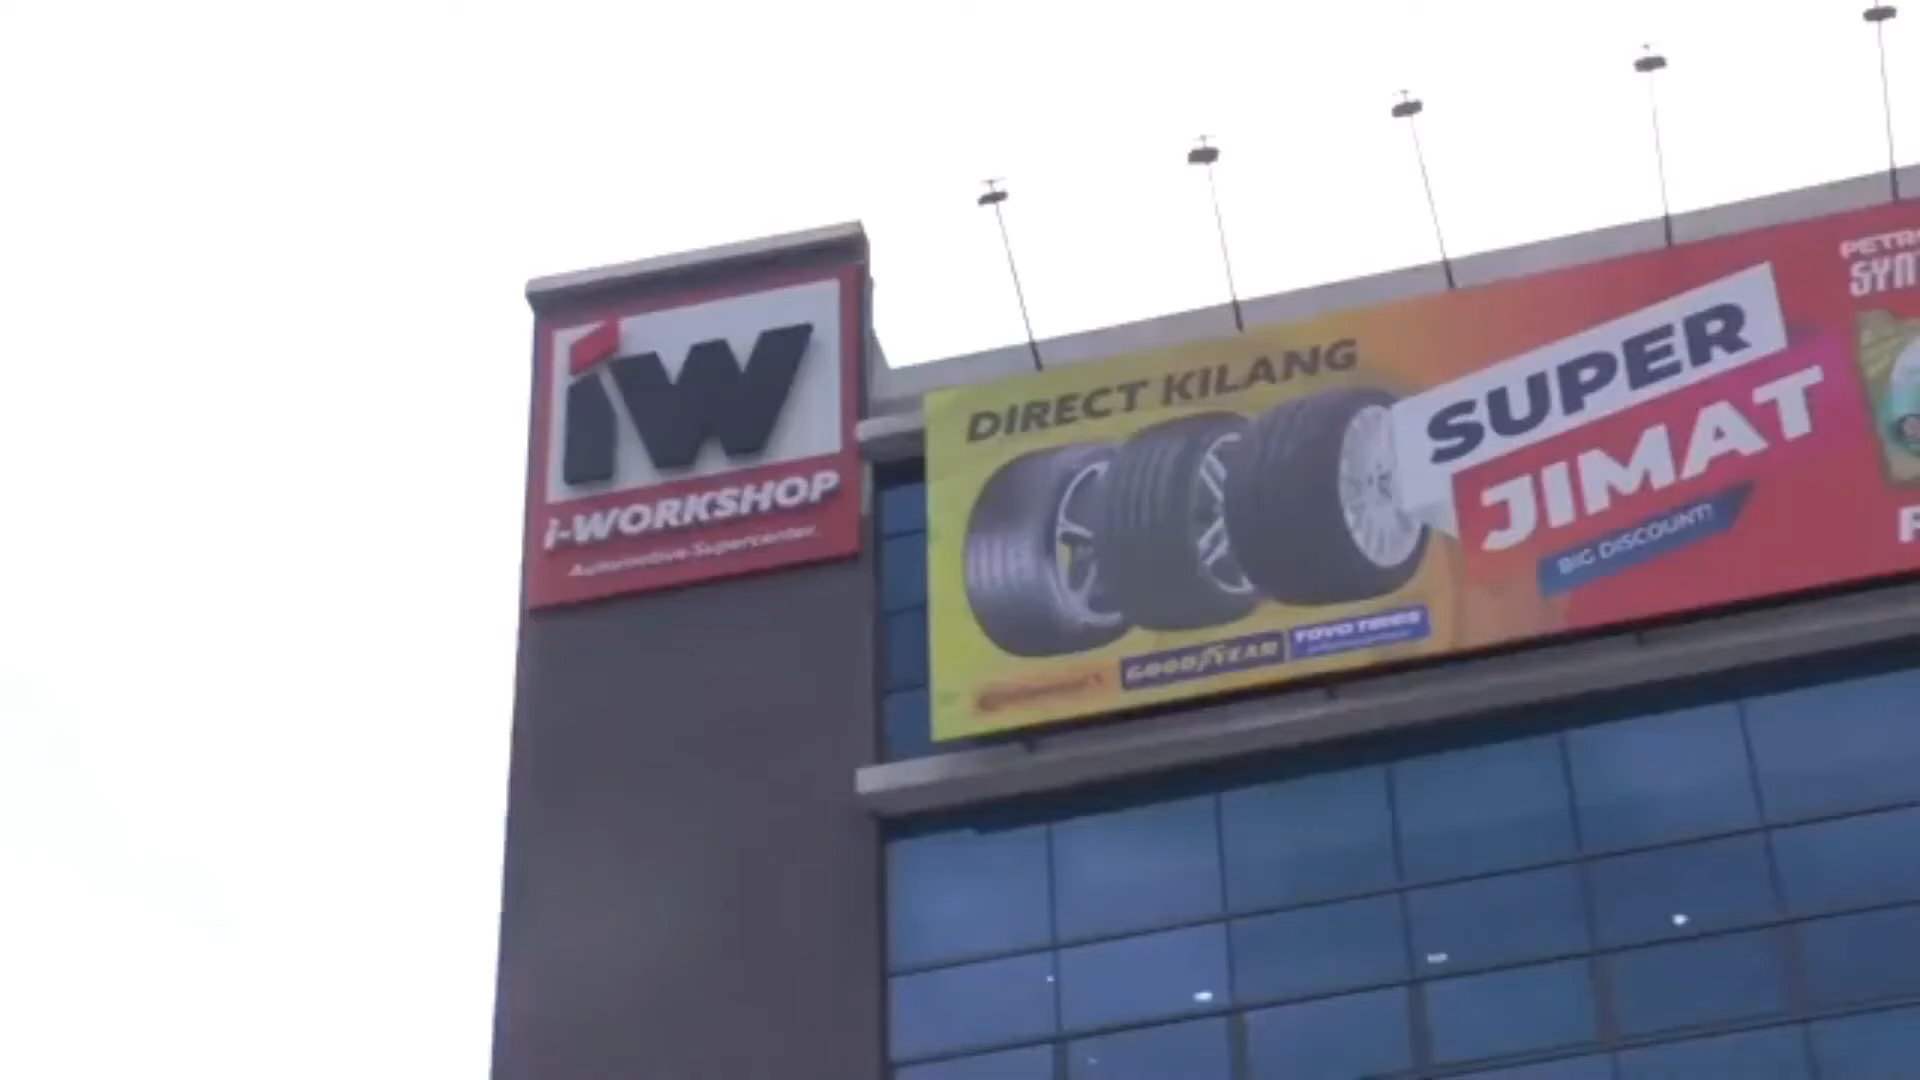 iW
i-WORKSHOP
Automotive Supercenter
DIRECT KILANG
GOODYEAR
TOYO TIRES
SUPER
JIMAT
BIG DISCOUNT!